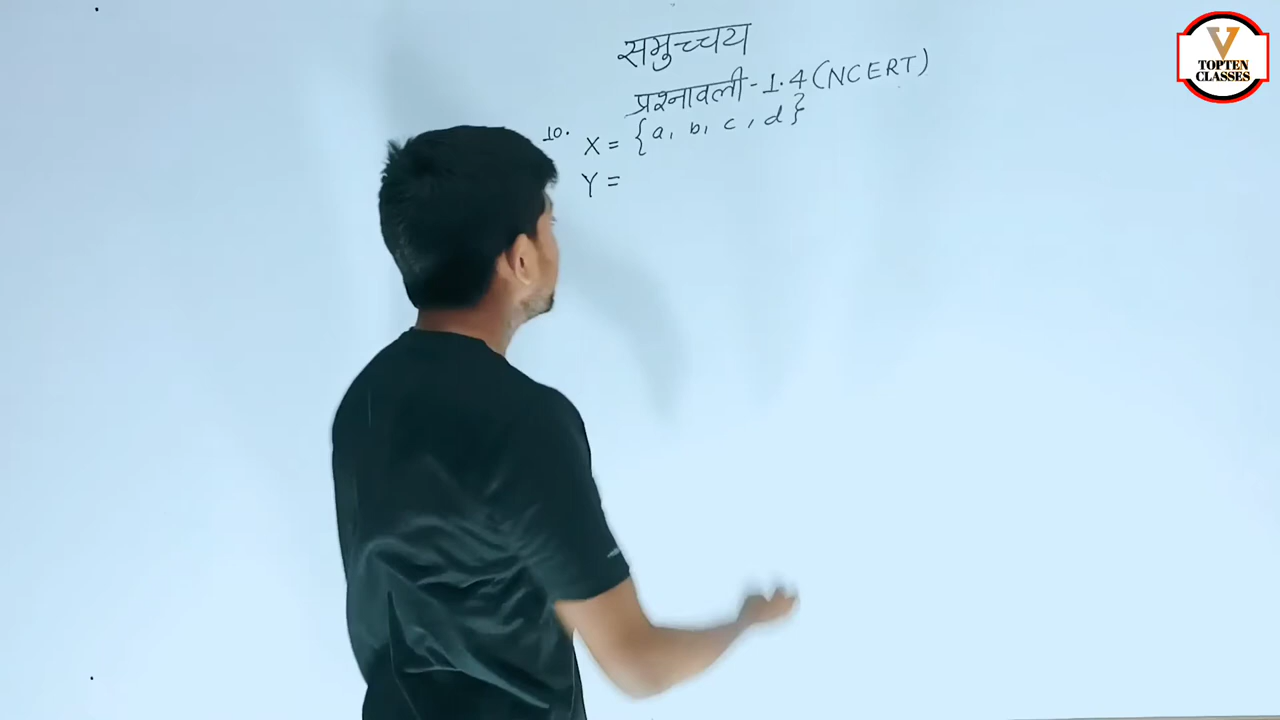 समुच्चय
प्रश्नावली-1.4 (NCERT)
10. X = {a, b, c, d}
Y =
V
TOPTEN
CLASSES